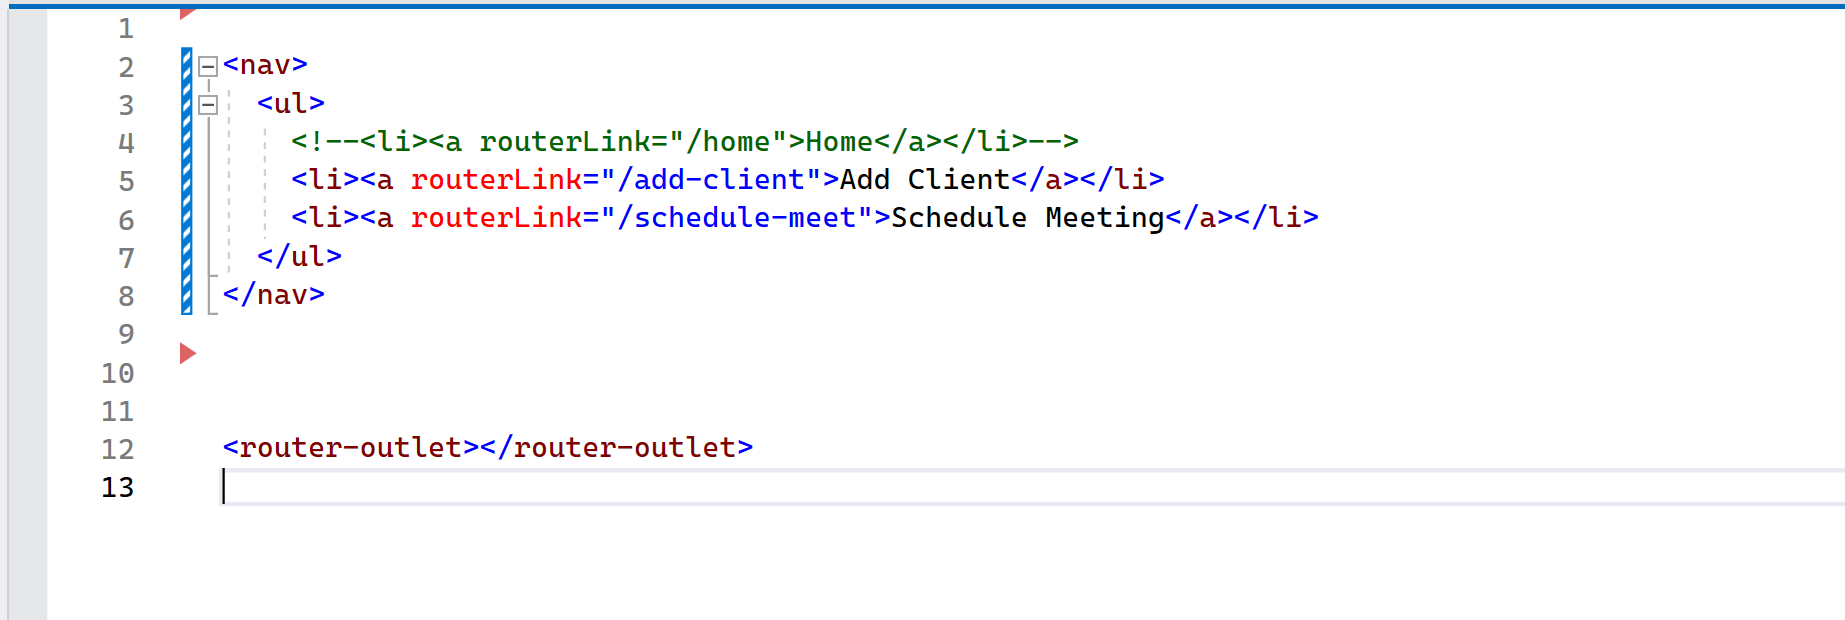 1
2 <nav>
3 <ul>
4 <!--<li><a routerLink="/home">Home</a></li>-->
5 <li><a routerLink="/add-client">Add Client</a></li>
6 <li><a routerLink="/schedule-meet">Schedule Meeting</a></li>
7 </ul>
8 </nav>
9
10
11
12 <router-outlet></router-outlet>
13